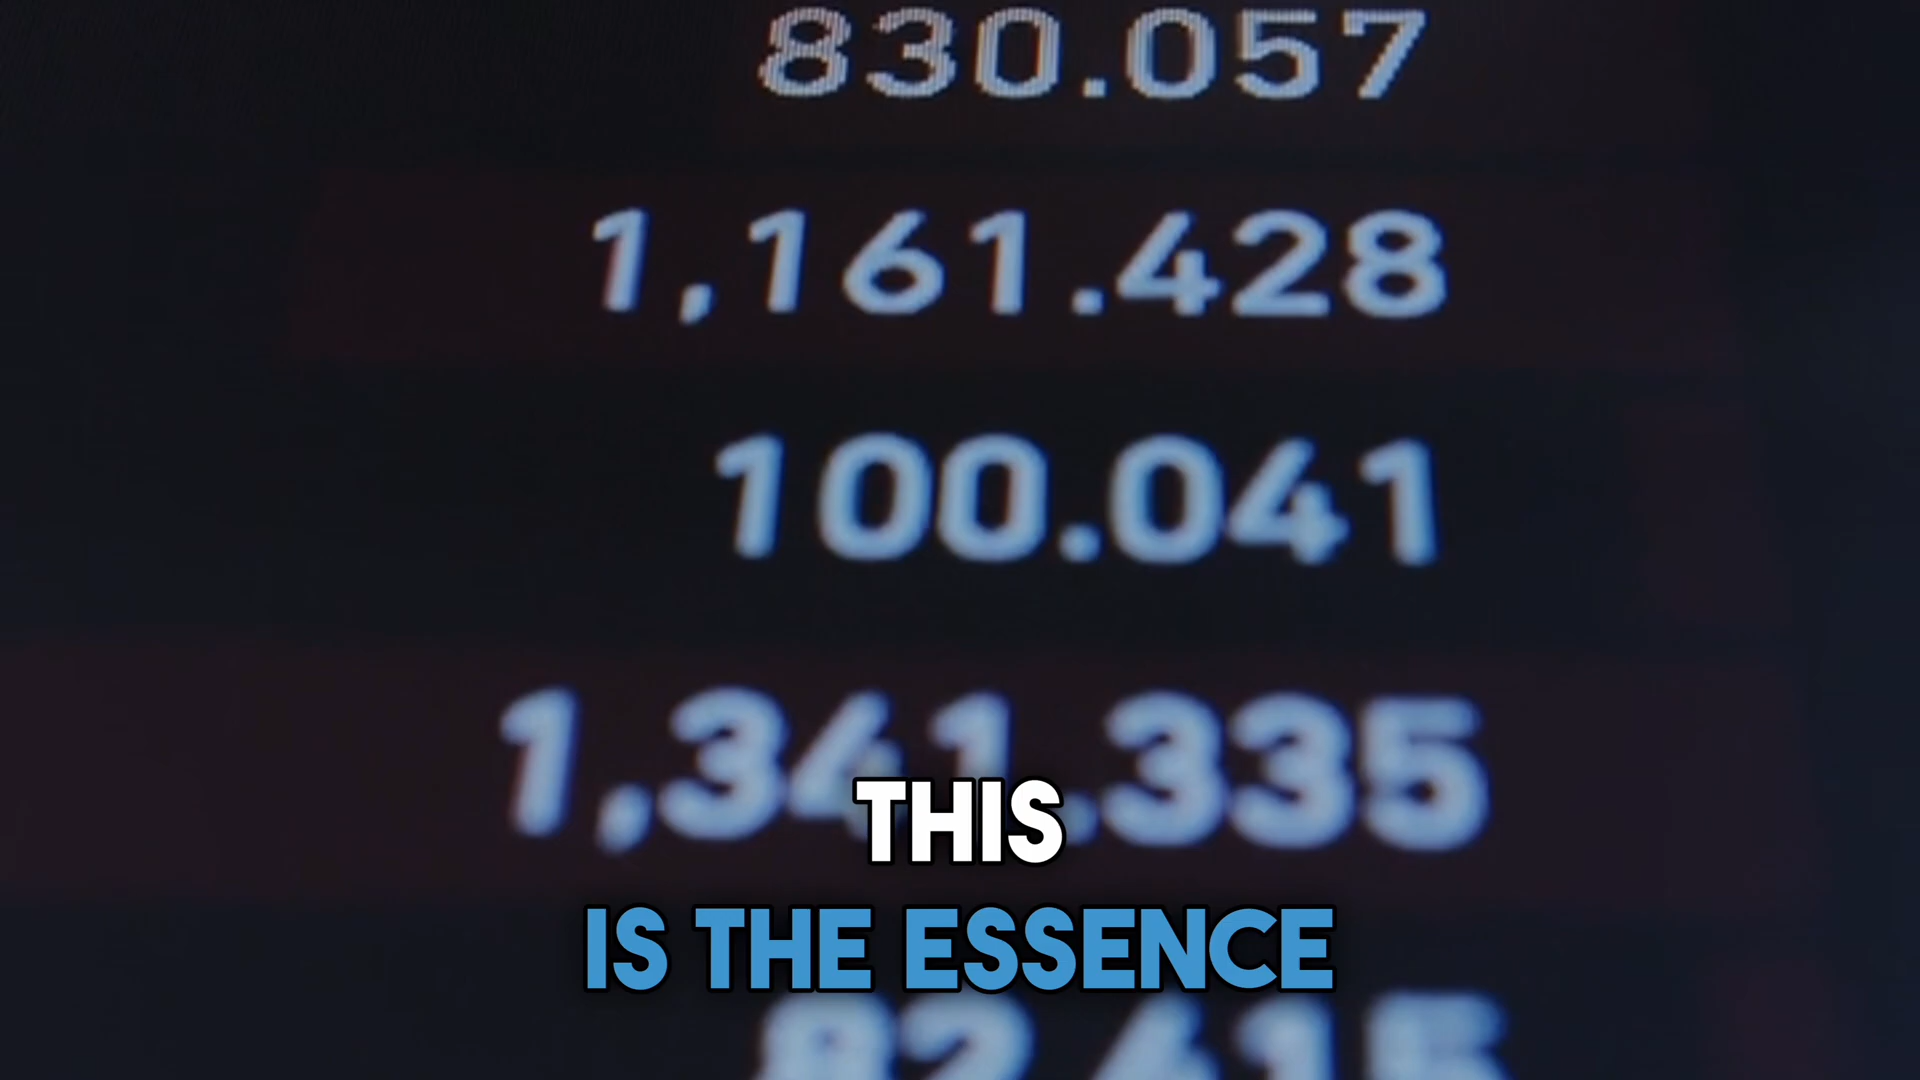 830.057
1,161.428
100.041
1,341.335
THIS
IS THE ESSENCE